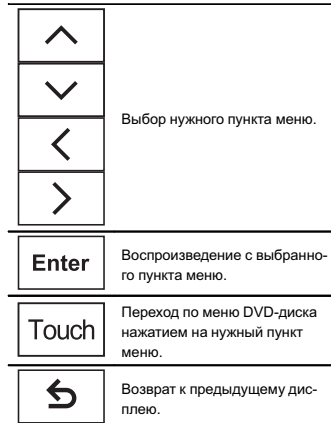 Выбор нужного пункта меню.
Enter
Воспроизведение с выбранно-
го пункта меню.
Touch
Переход по меню DVD-диска
нажатием на нужный пункт
меню.
Возврат к предыдущему дис-
плею.